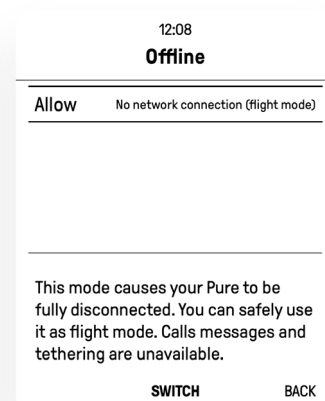 12:08
Offline
Allow No network connection (flight mode)
This mode causes your Pure to be
fully disconnected. You can safely use
it as flight mode. Calls messages and
tethering are unavailable.
SWITCH BACK